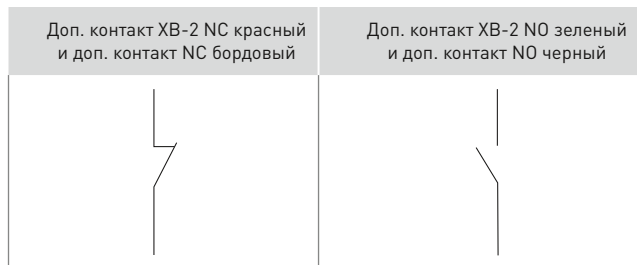 Доп. контакт XB-2 NC красный
и доп. контакт NC бордовый
Доп. контакт XB-2 NO зеленый
и доп. контакт NO черный